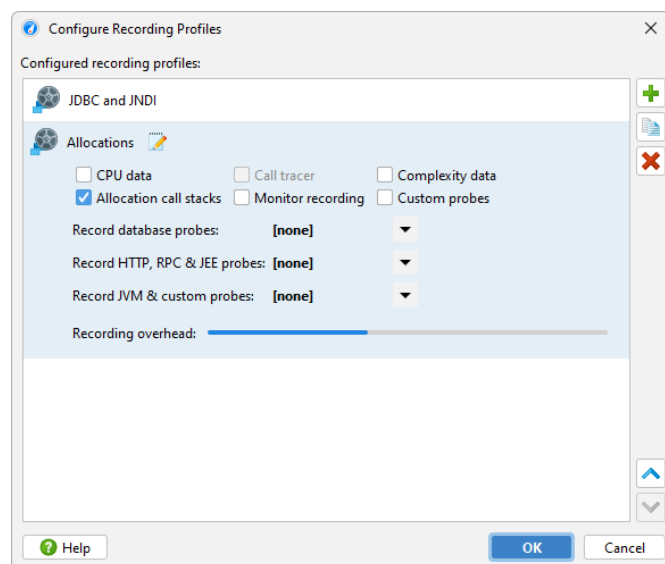 Configure Recording Profiles
Configured recording profiles:
JDBC and JNDI
Allocations
CPU data Call tracer Complexity data
Allocation call stacks Monitor recording Custom probes
Record database probes: [none]
Record HTTP, RPC & JEE probes: [none]
Record JVM & custom probes: [none]
Recording overhead:
Help OK Cancel